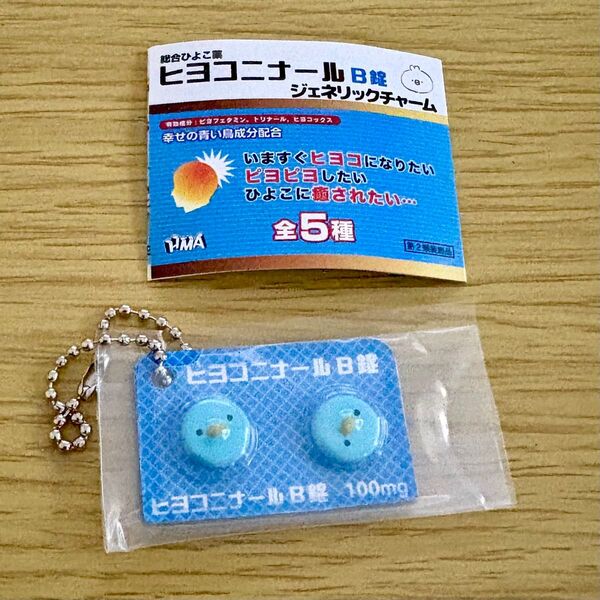 総合ひよこ薬
ヒヨコニナール B錠
ジェネリックチャーム
有効成分：ピヨフェタミン、トリナール、ヒヨコックス
幸せの青い鳥成分配合
いますぐヒヨコになりたい
ピヨピヨしたい
ひよこに癒されたい…
全5種
HMA
第2類装飾品
ヒヨコニナール B錠
ヒヨコニナール B錠 100mg